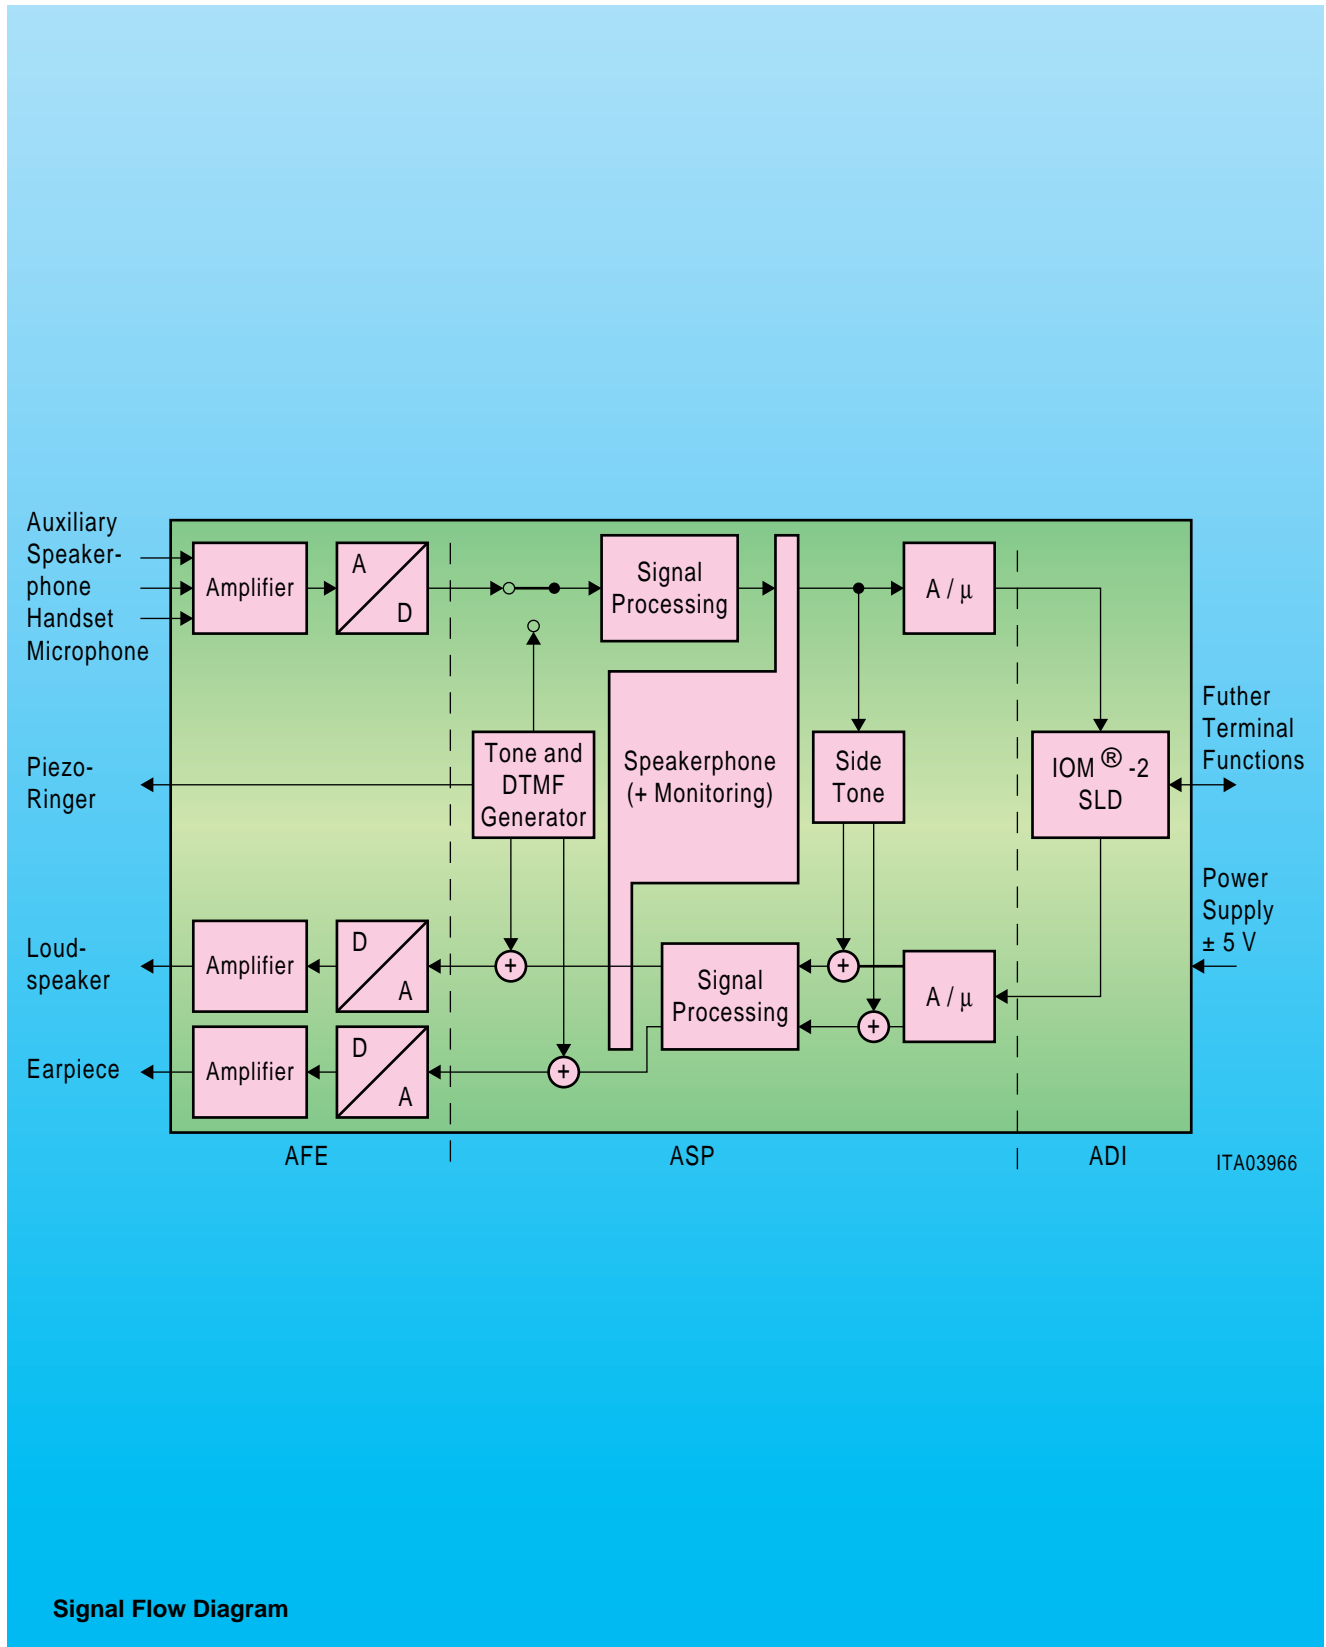 Auxiliary
Speaker-
phone
Handset
Microphone
Amplifier
A
D
Signal
Processing
A / μ
Piezo-
Ringer
Tone and
DTMF
Generator
Speakerphone
(+ Monitoring)
Side
Tone
IOM ® -2
SLD
Futher
Terminal
Functions
Power
Supply
± 5 V
Loud-
speaker
Amplifier
D
A
+
Signal
Processing
+
+
A / μ
Earpiece
Amplifier
D
A
+
AFE
ASP
ADI
ITA03966
Signal Flow Diagram